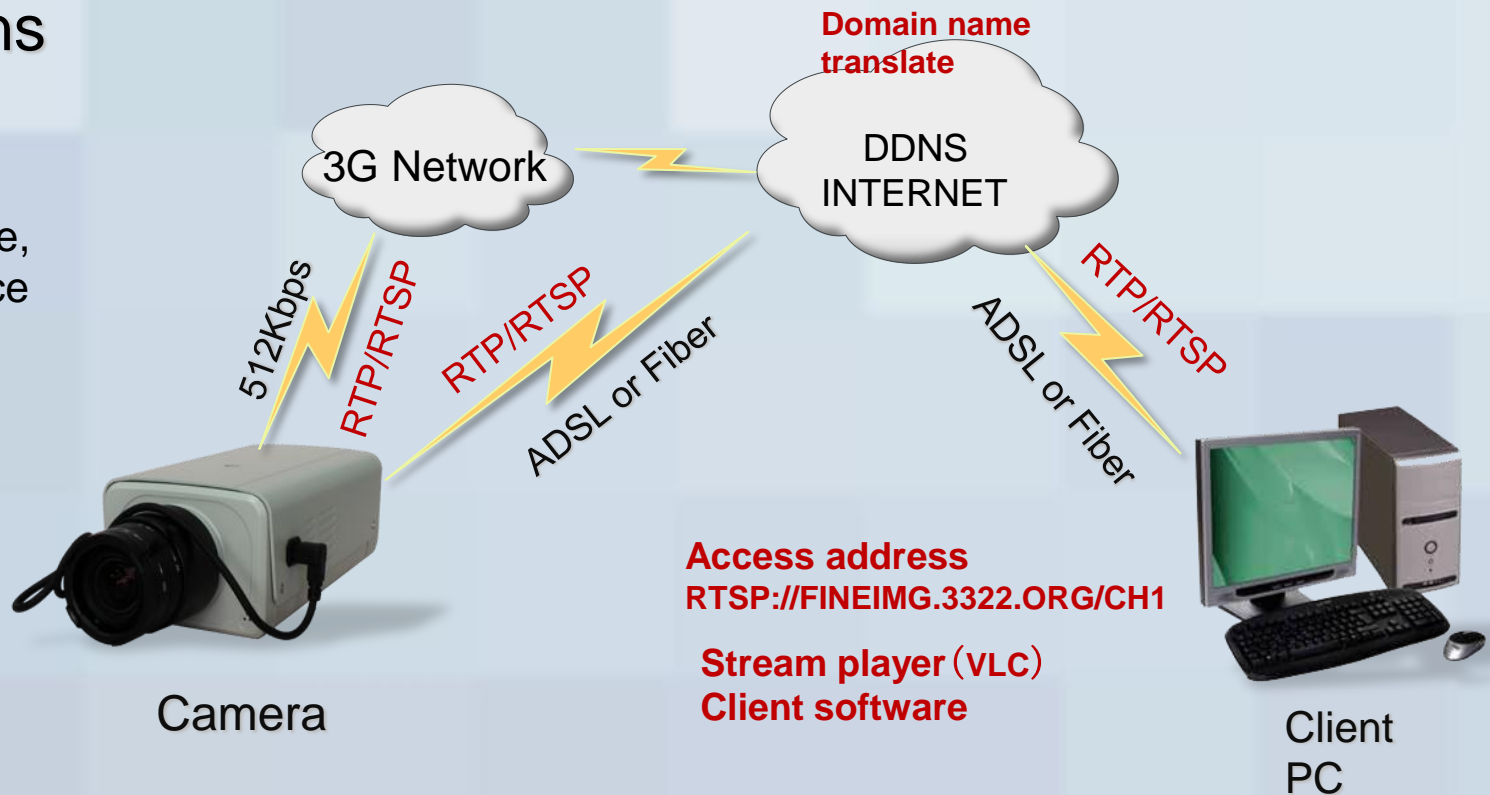 ns
Domain name
translate
3G Network
DDNS
INTERNET
e,
ce
512Kbps
RTP/RTSP
RTP/RTSP
ADSL or Fiber
RTP/RTSP
ADSL or Fiber
Access address
RTSP://FINEIMG.3322.ORG/CH1
Stream player（VLC）
Client software
Camera
Client
PC